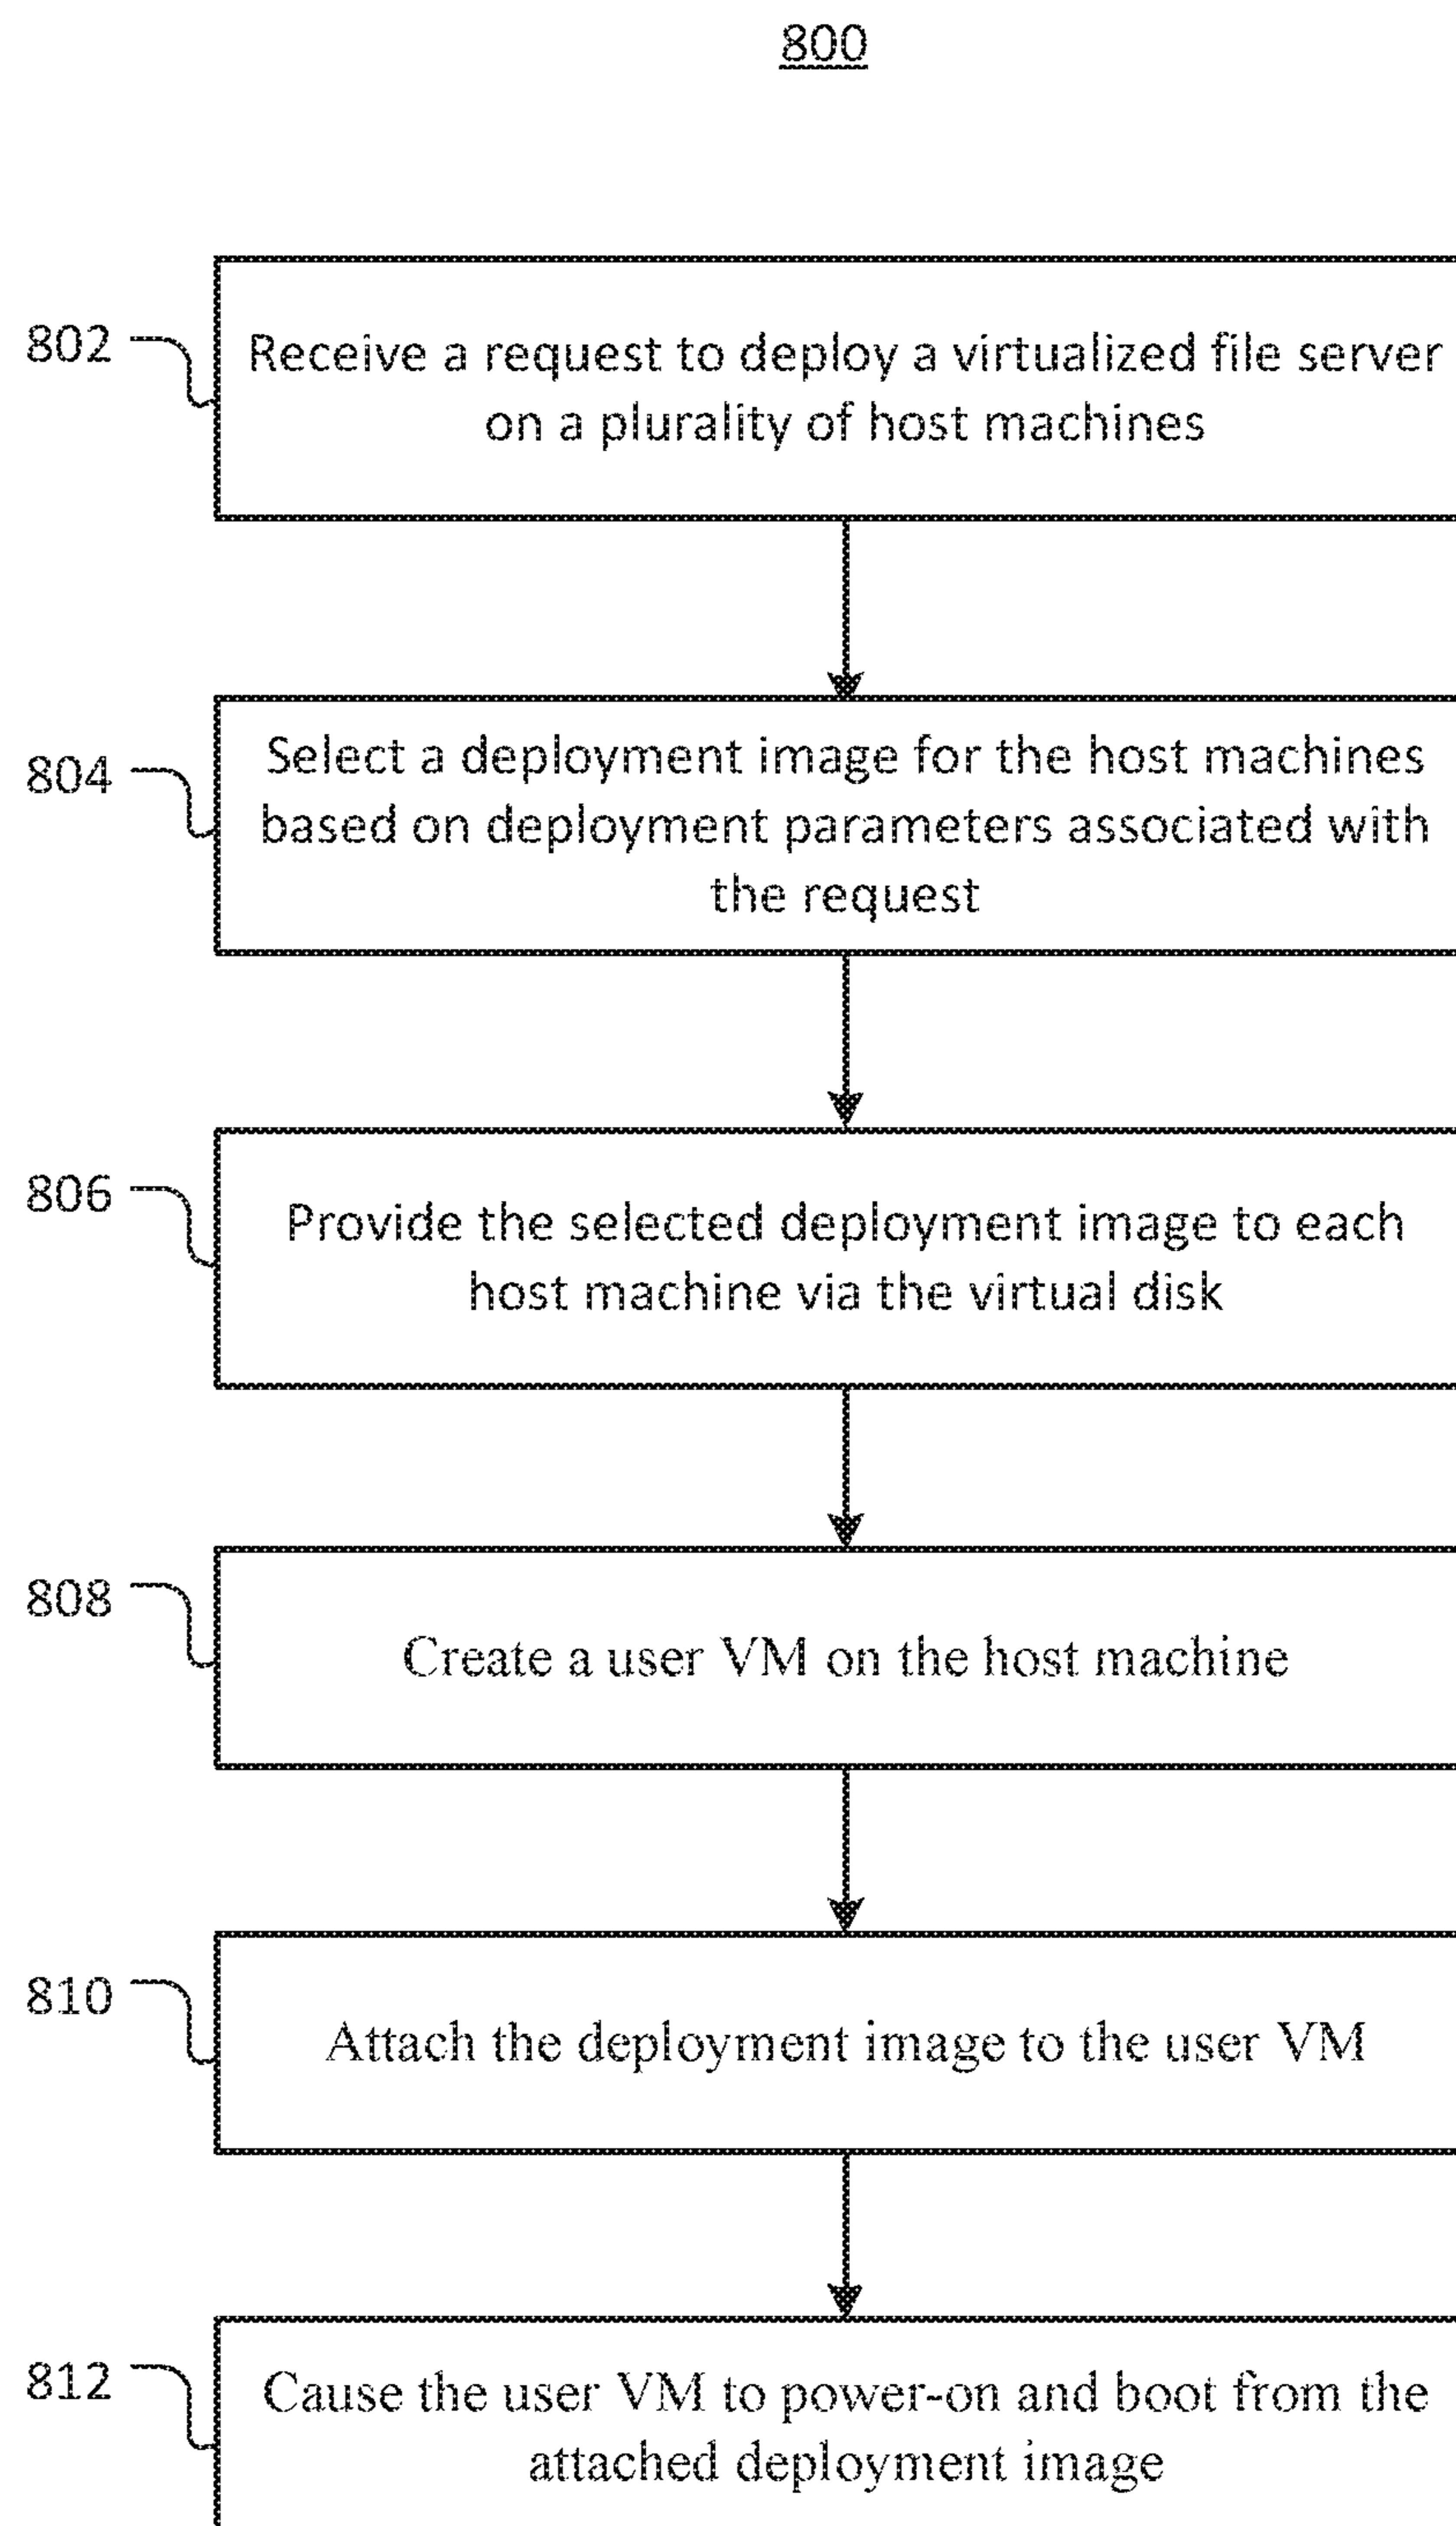 800
802
Receive a request to deploy a virtualized file server
on a plurality of host machines
804
Select a deployment image for the host machines
based on deployment parameters associated with
the request
806
Provide the selected deployment image to each
host machine via the virtual disk
808
Create a user VM on the host machine
810
Attach the deployment image to the user VM
812
Cause the user VM to power-on and boot from the
attached deployment image